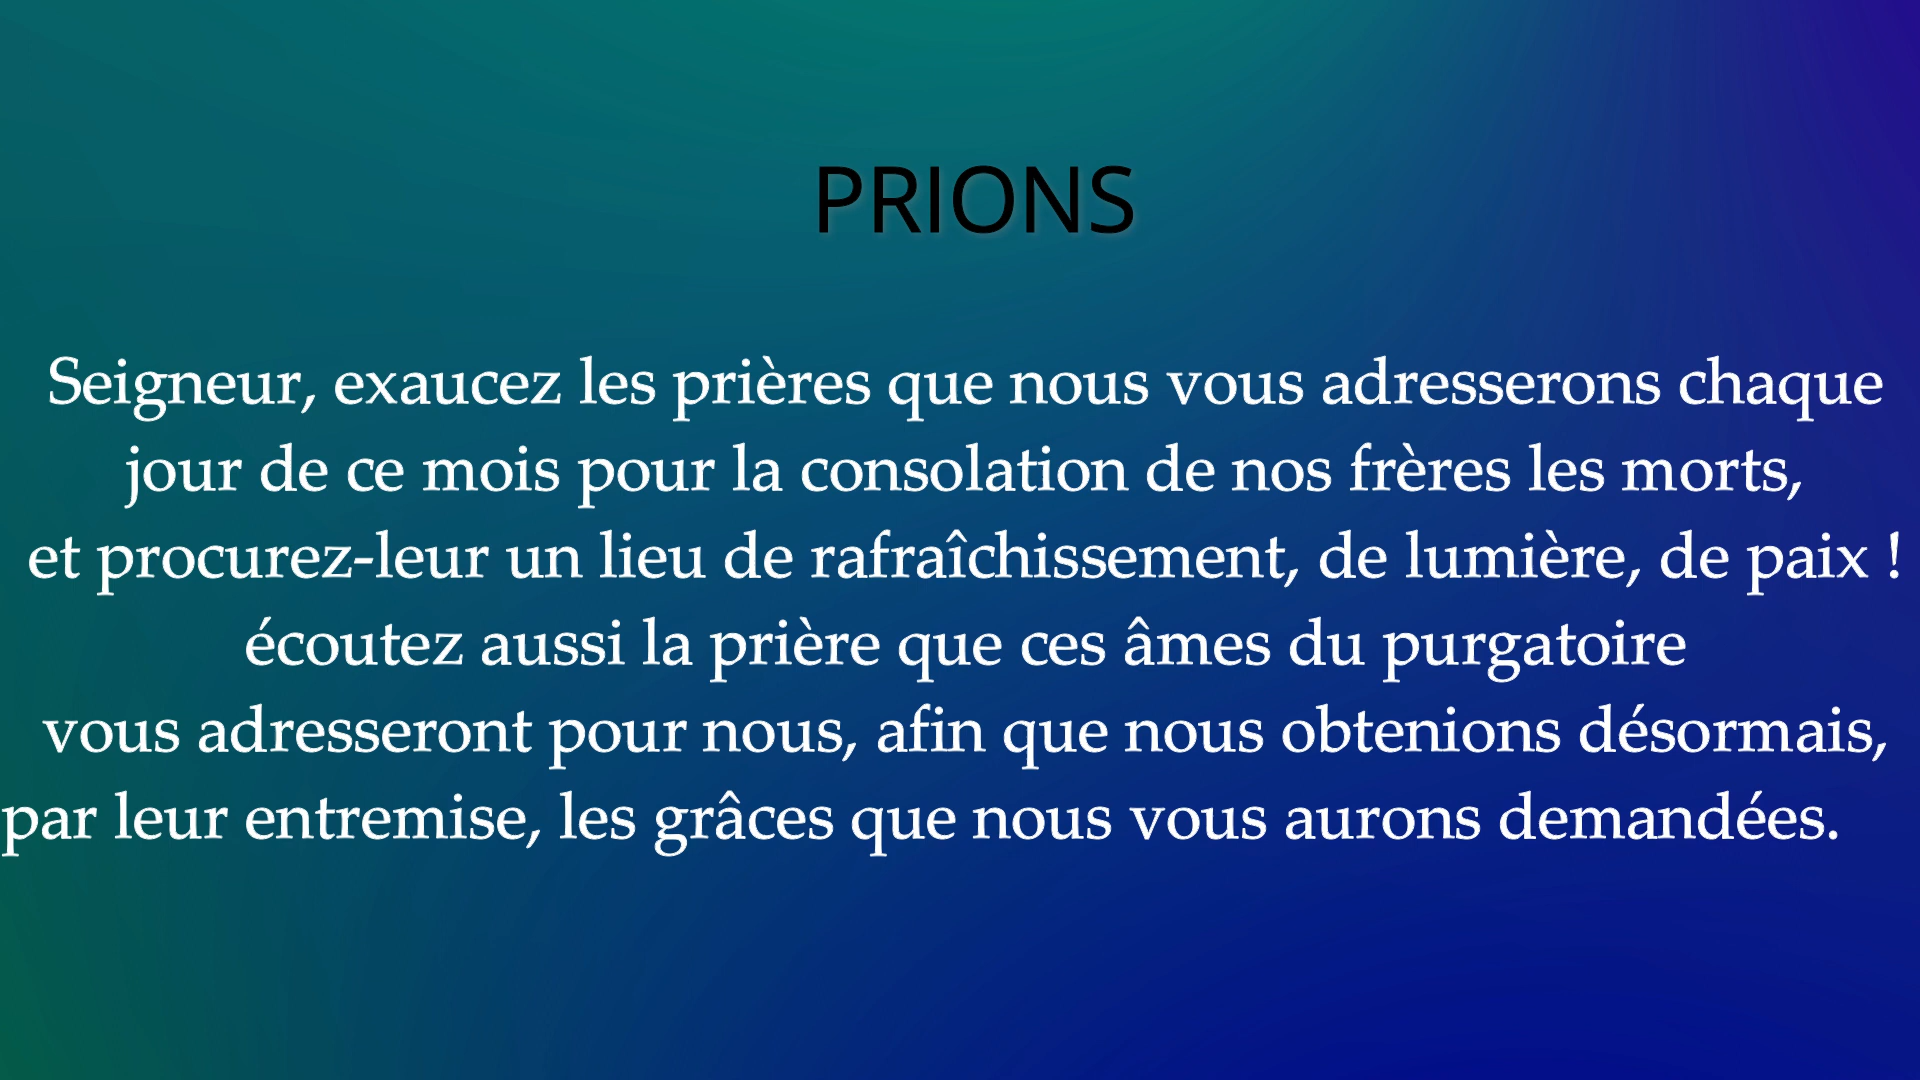 PRIONS
Seigneur, exaucez les prières que nous vous adresserons chaque
jour de ce mois pour la consolation de nos frères les morts,
et procurez-leur un lieu de rafraîchissement, de lumière, de paix !
écoutez aussi la prière que ces âmes du purgatoire
vous adresseront pour nous, afin que nous obtenions désormais,
par leur entremise, les grâces que nous vous aurons demandées.